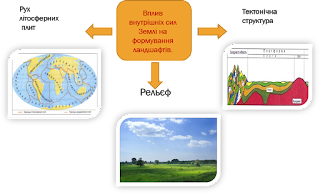 Рух
літосферних
плит
Вплив
внутрішніх сил
Землі на
формування
ландшафтів.
Тектонічна
структура
Рельєф